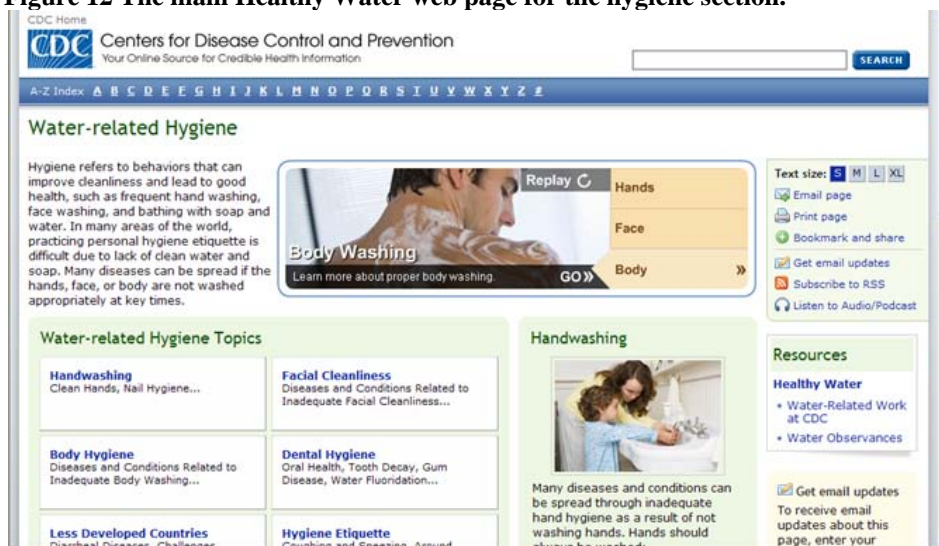 Figure 12 The main Healthy Water web page for the hygiene section.
CDC Home
CDC
Centers for Disease Control and Prevention
Your Online Source for Credible Health Information
SEARCH
A-Z Index A B C D E F G H I J K L M N O P Q R S T U V W X Y Z #
Water-related Hygiene
Hygiene refers to behaviors that can
improve cleanliness and lead to good
health, such as frequent hand washing,
face washing, and bathing with soap and
water. In many areas of the world,
practicing personal hygiene etiquette is
difficult due to lack of clean water and
soap. Many diseases can be spread if the
hands, face, or body are not washed
appropriately at key times.
Replay
Body Washing
Learn more about proper body washing.
GO»
Hands
Face
Body »
Text size: S M L XL
Email page
Print page
Bookmark and share
Get email updates
Subscribe to RSS
Listen to Audio/Podcast
Water-related Hygiene Topics
Handwashing
Clean Hands, Nail Hygiene...
Facial Cleanliness
Diseases and Conditions Related to
Inadequate Facial Cleanliness...
Body Hygiene
Diseases and Conditions Related to
Inadequate Body Washing...
Dental Hygiene
Oral Health, Tooth Decay, Gum
Disease, Water Fluoridation...
Less Developed Countries
Diarrheal Diseases, Challenges
Hygiene Etiquette
Coughing and Sneezing, Around
Handwashing
Many diseases and conditions can
be spread through inadequate
hand hygiene as a result of not
washing hands. Hands should
always be washed:
Resources
Healthy Water
• Water-Related Work
at CDC
• Water Observances
Get email updates
To receive email
updates about this
page, enter your